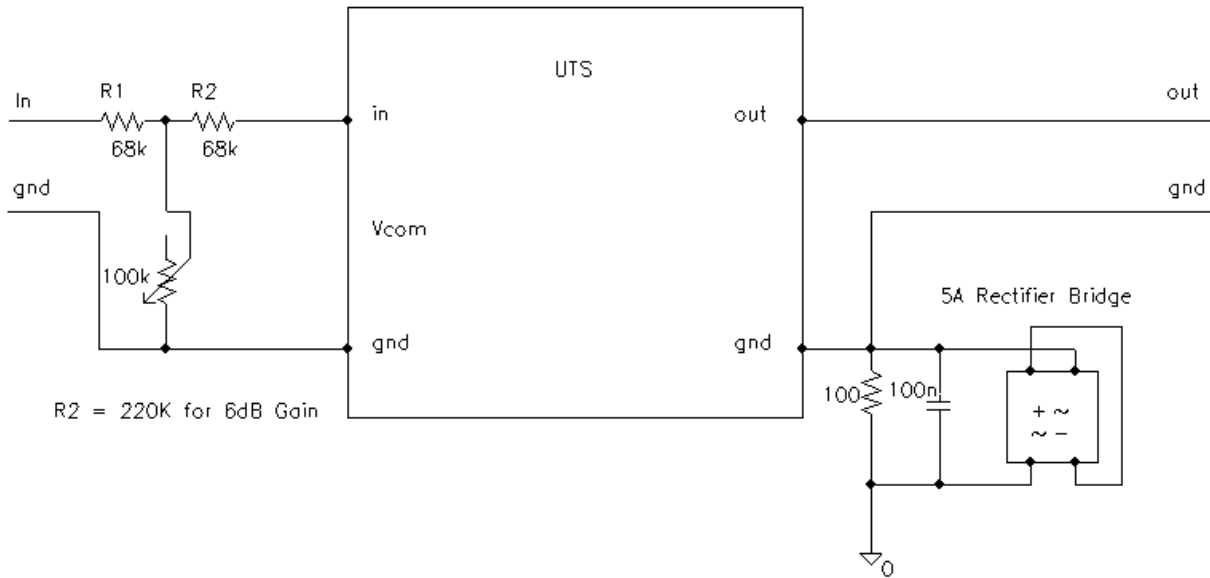 UTS
R1
R2
In
in
out
out
68k
68k
gnd
gnd
Vcom
100k
5A Rectifier Bridge
gnd
gnd
100
100n
R2 = 220K for 6dB Gain
+ ~
~ -
0